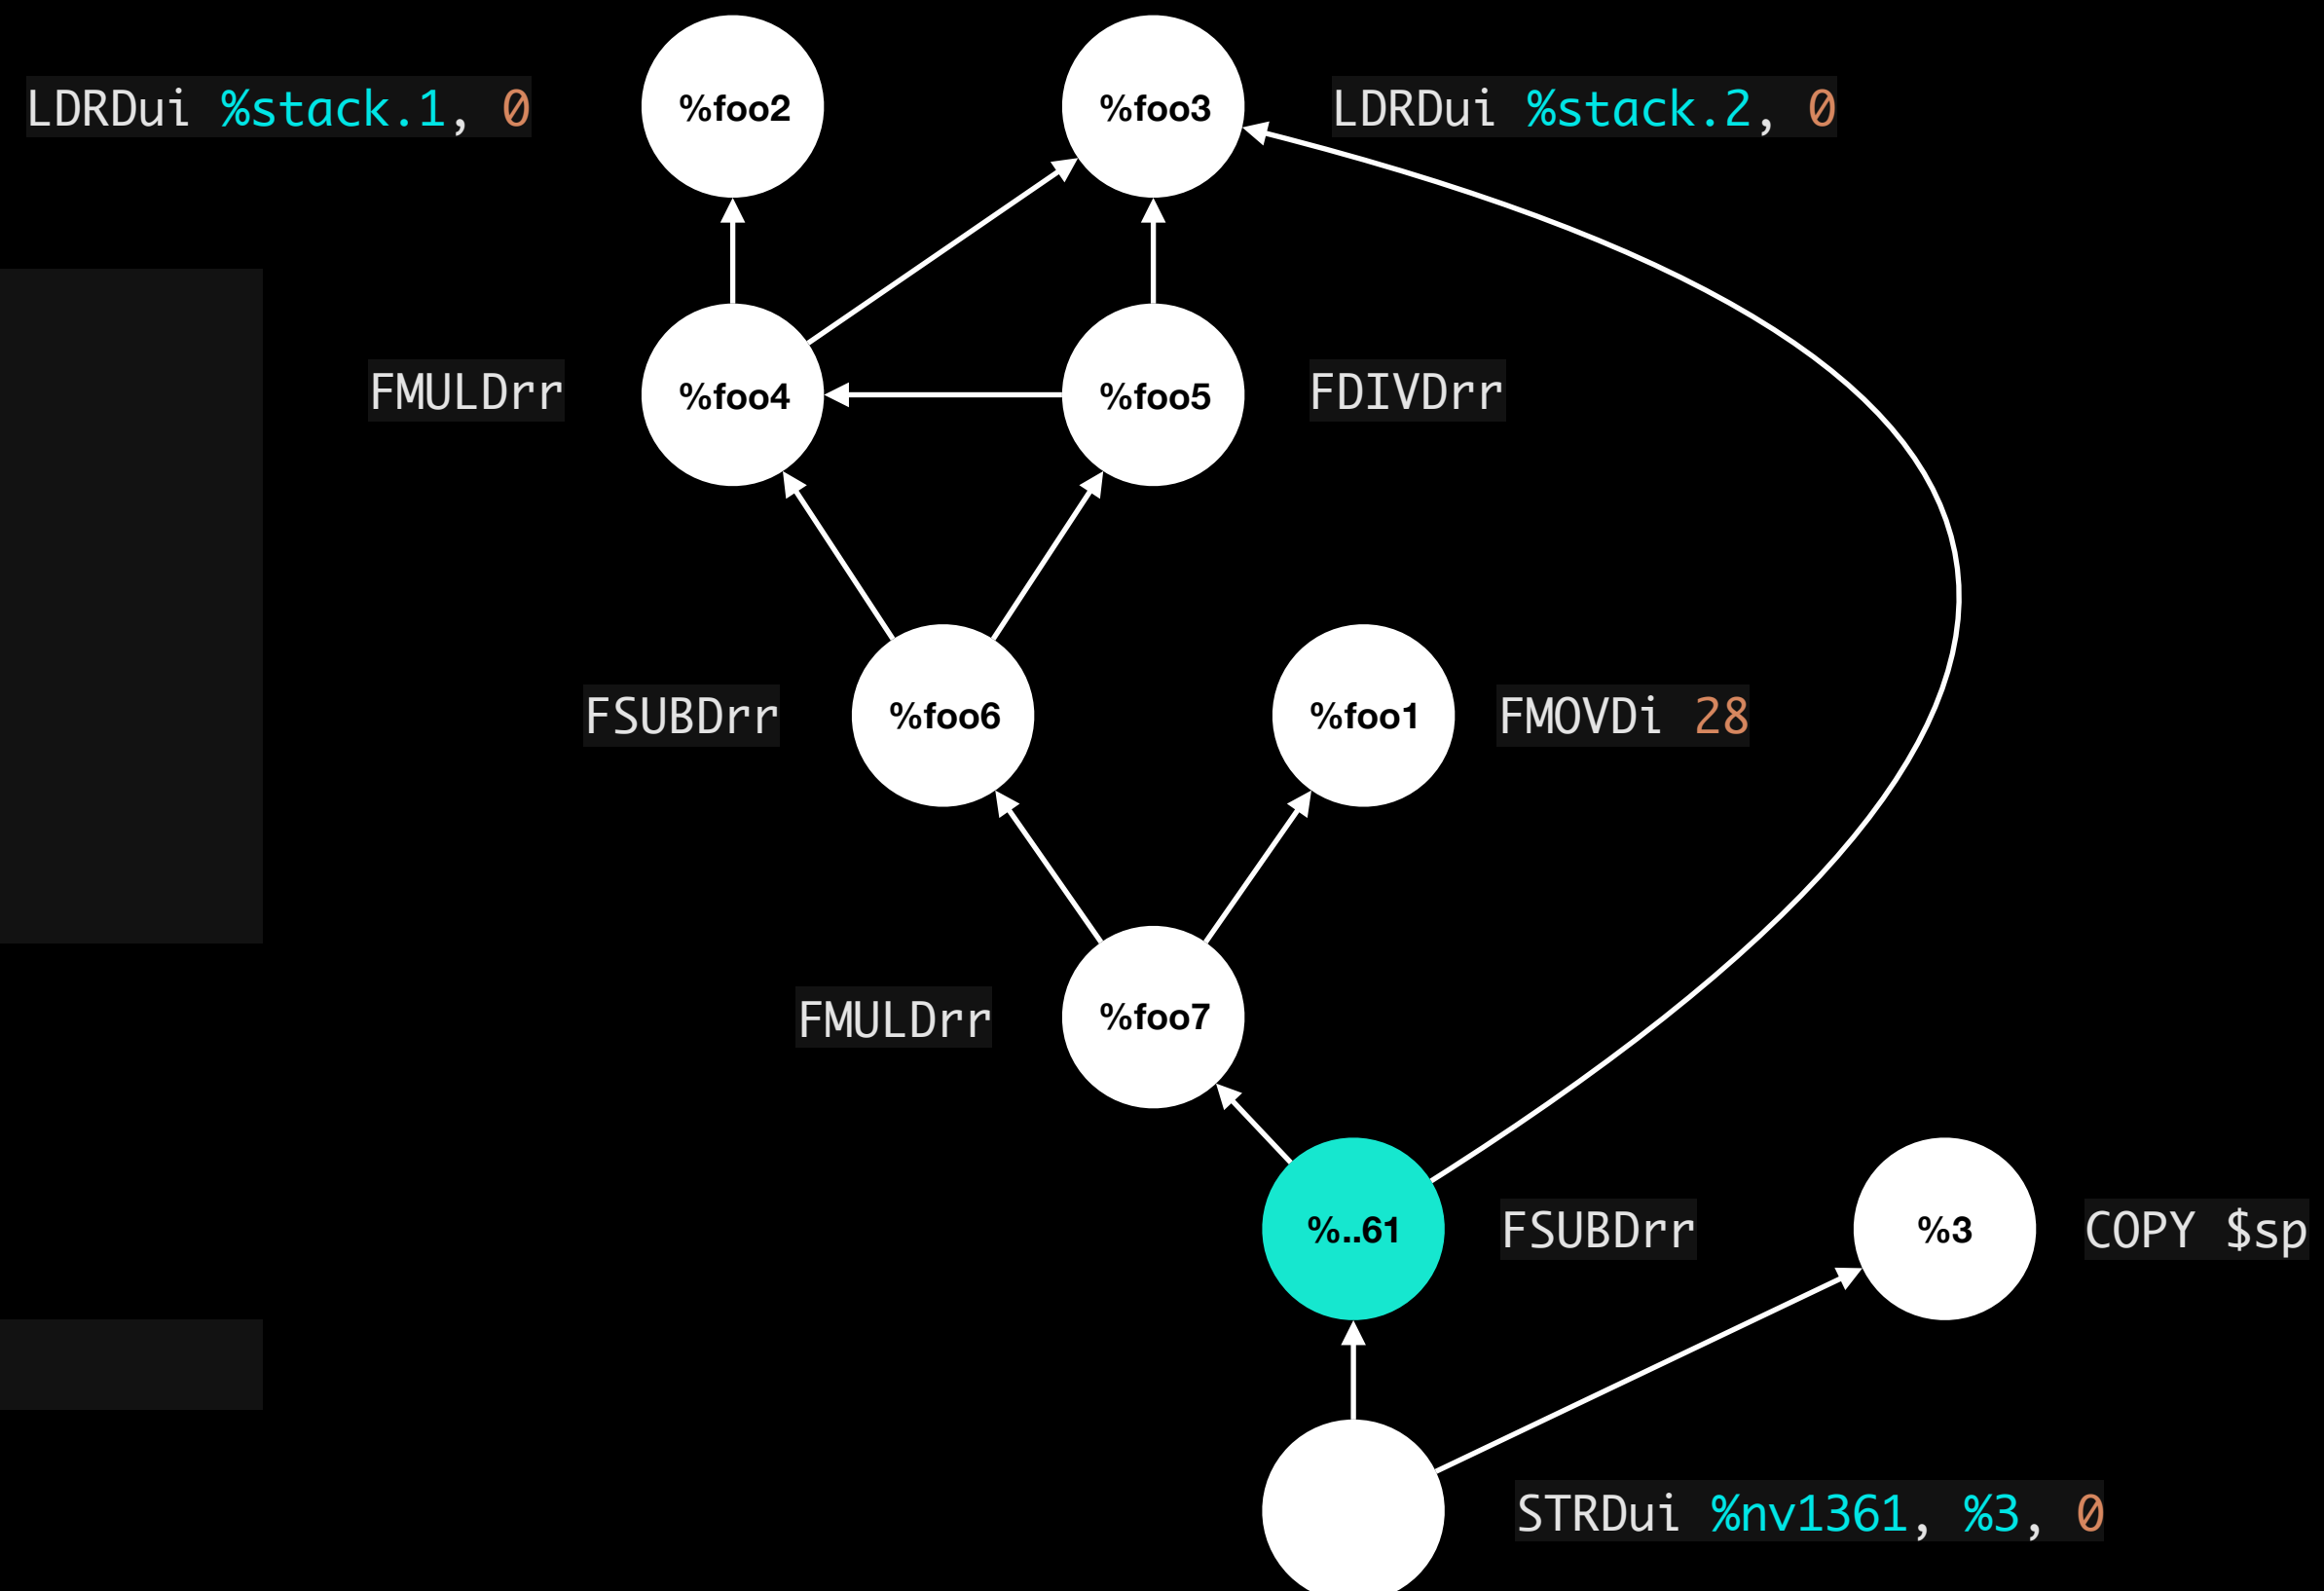 LDRDui %stack.1, 0
%foo2
%foo3
LDRDui %stack.2, 0
FMULDrr
%foo4
%foo5
FDIVDrr
FSUBDrr
%foo6
%foo1
FMOVDi 28
FMULDrr
%foo7
%..61
FSUBDrr
%3
COPY $sp
STRDui %nv1361, %3, 0